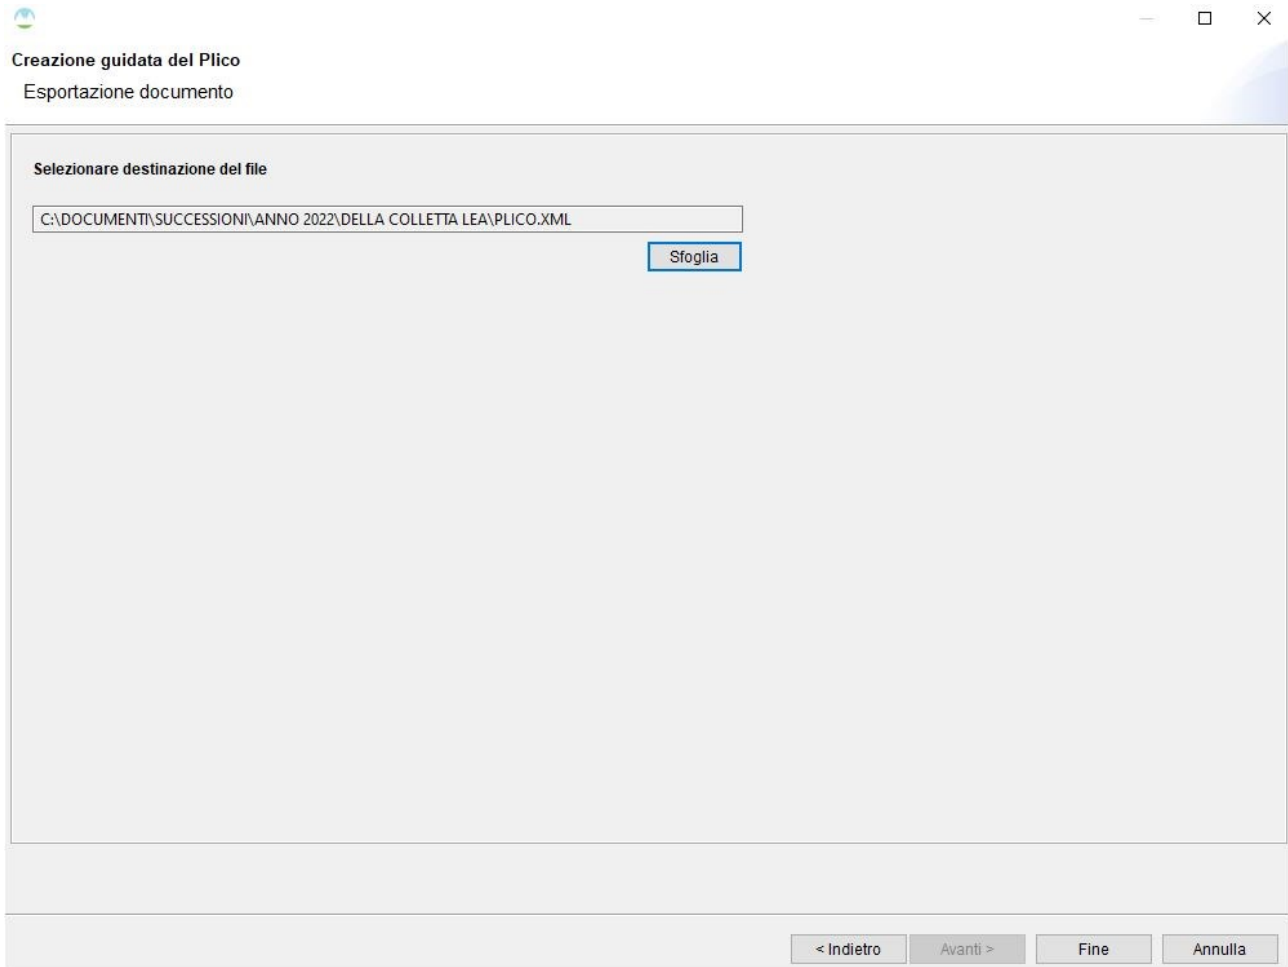 Creazione guidata del Plico
Esportazione documento
Selezionare destinazione del file
C:\DOCUMENTI\SUCCESSIONI\ANNO 2022\DELLA COLLETTA LEA\PLICO.XML
Sfoglia
< Indietro Avanti > Fine Annulla